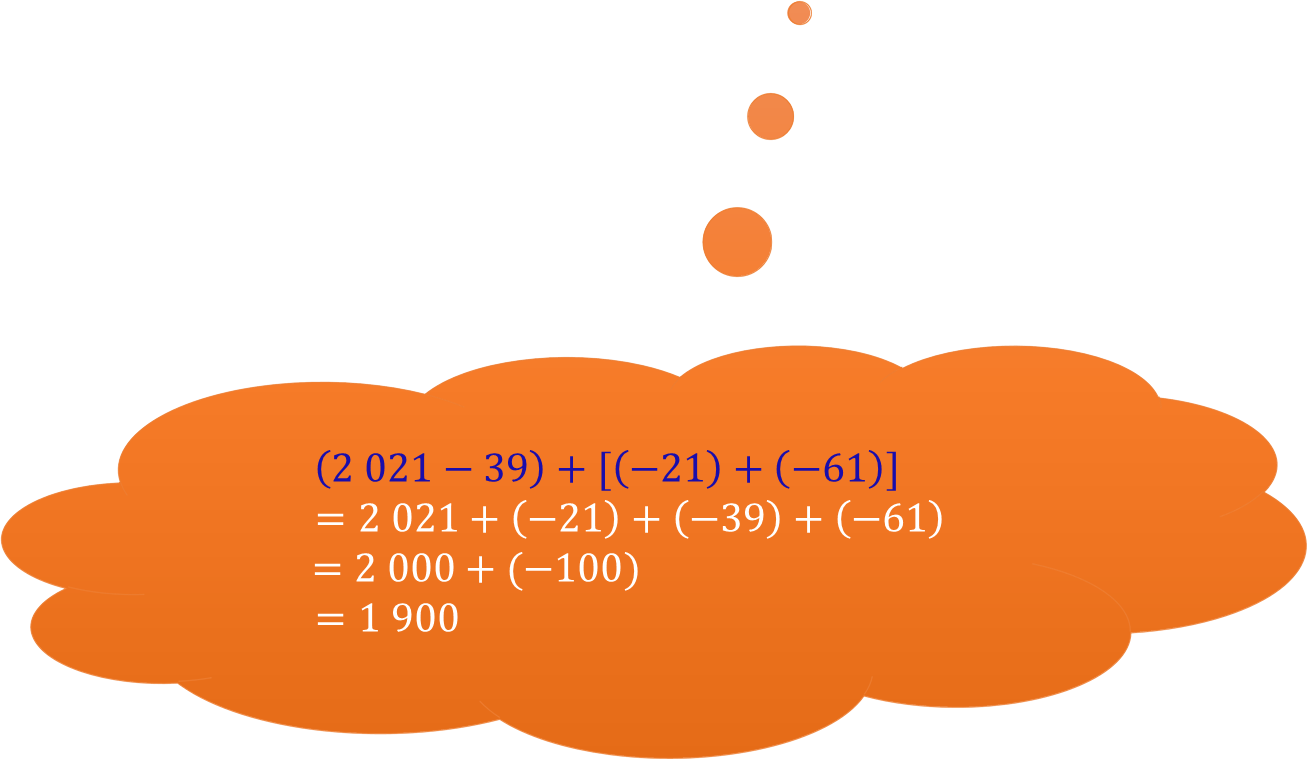 (2 021 − 39) + [(−21) + (−61)]
= 2 021 + (−21) + (−39) + (−61)
= 2 000 + (−100)
= 1 900